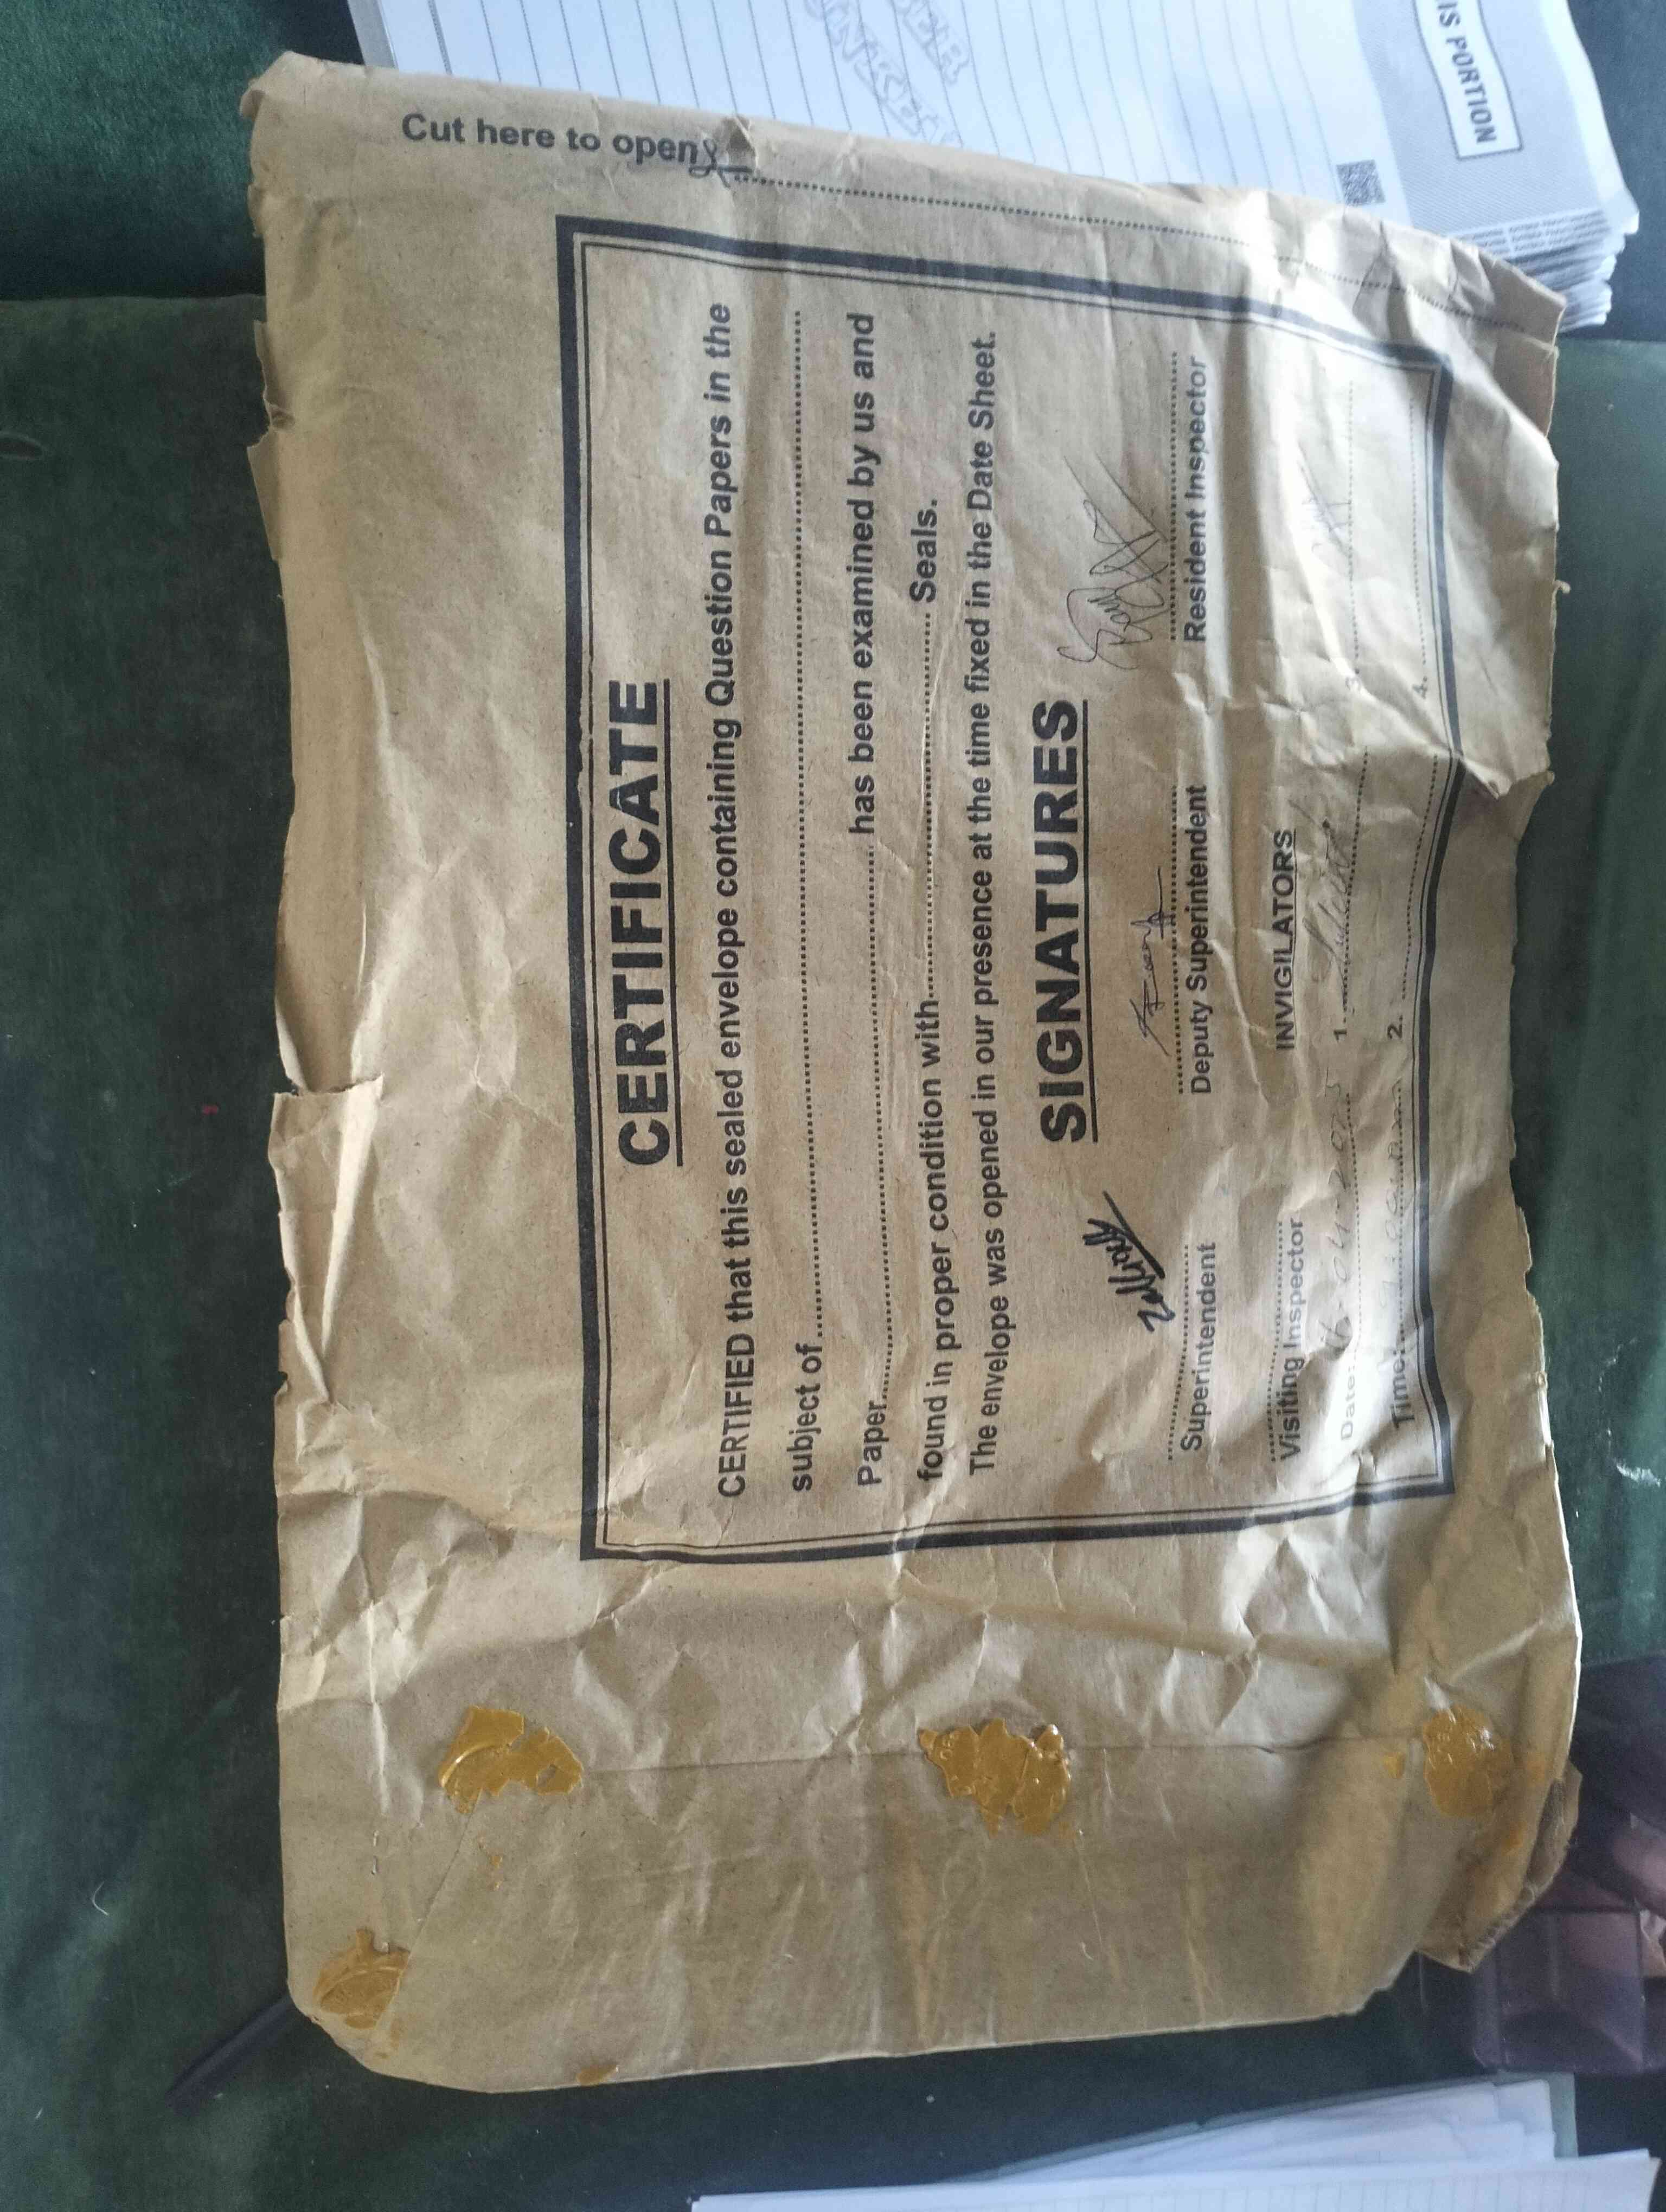 Cut here to open
CERTIFICATE
CERTIFIED that this sealed envelope containing Question Papers in the
subject of
Paper has been examined by us and
found in proper condition with Seals.
The envelope was opened in our presence at the time fixed in the Date Sheet.
SIGNATURES
Superintendent Deputy Superintendent Resident Inspector
Visiting Inspector INVIGILATORS
Date: 1. 3.
Time: 2. 4.
IS PORTION